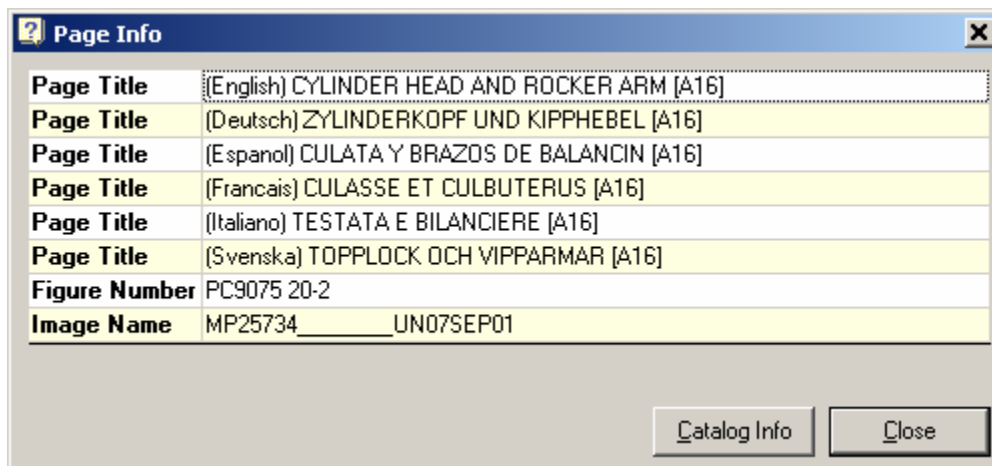 Page Info
Page Title (English) CYLINDER HEAD AND ROCKER ARM [A16]
Page Title (Deutsch) ZYLINDERKOPF UND KIPPHEBEL [A16]
Page Title (Espanol) CULATA Y BRAZOS DE BALANCIN [A16]
Page Title (Francais) CULASSE ET CULBUTERUS [A16]
Page Title (Italiano) TESTATA E BILANCIERE [A16]
Page Title (Svenska) TOPPLOCK OCH VIPPARMAR [A16]
Figure Number PC9075 20-2
Image Name MP25734________UN07SEP01
Catalog Info Close